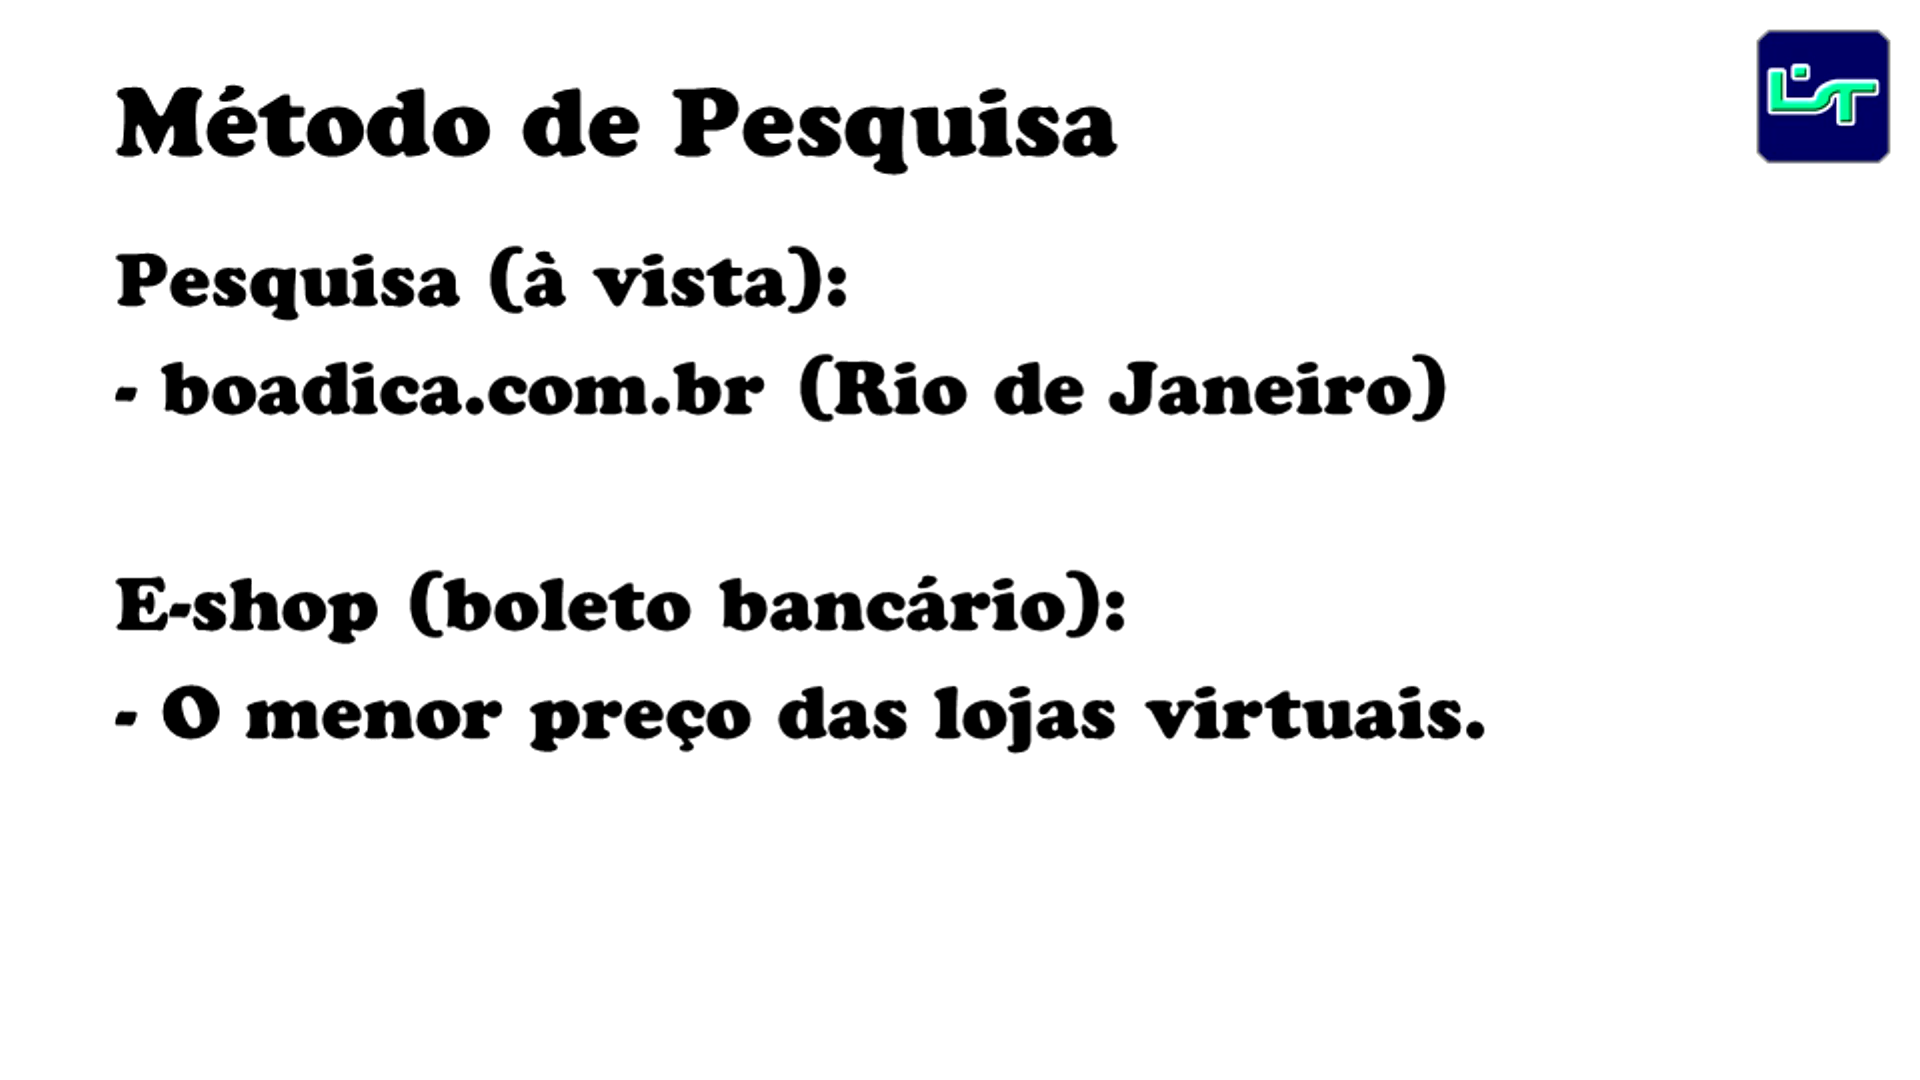 Método de Pesquisa
Pesquisa (à vista):
- boadica.com.br (Rio de Janeiro)
E-shop (boleto bancário):
- O menor preço das lojas virtuais.